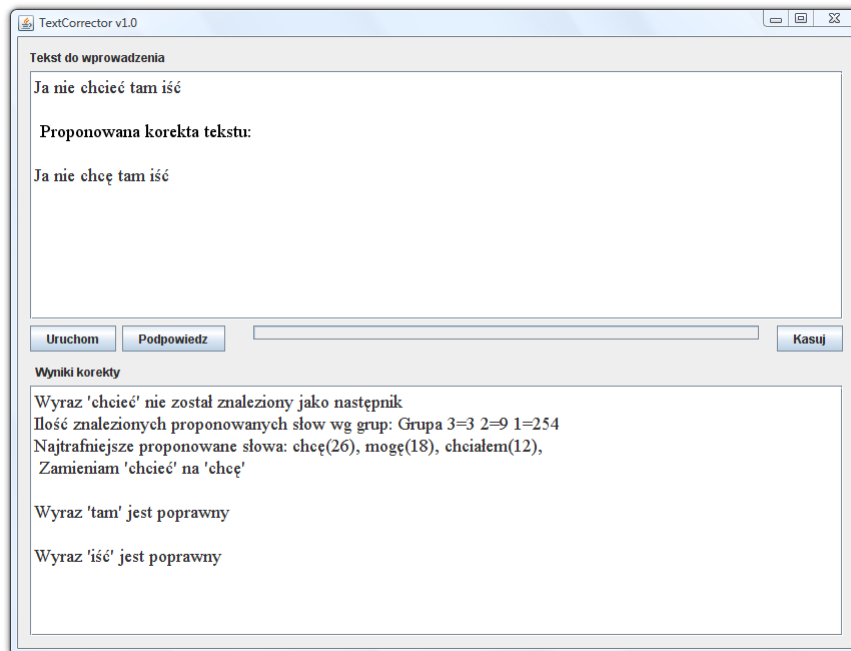 TextCorrector v1.0
Tekst do wprowadzenia
Ja nie chcieć tam iść
Proponowana korekta tekstu:
Ja nie chcę tam iść
Uruchom Podpowiedz Kasuj
Wyniki korekty
Wyraz 'chcieć' nie został znaleziony jako następnik
Ilość znalezionych proponowanych słow wg grup: Grupa 3=3 2=9 1=254
Najtrafniejsze proponowane słowa: chcę(26), mogę(18), chciałem(12),
Zamieniam 'chcieć' na 'chcę'
Wyraz 'tam' jest poprawny
Wyraz 'iść' jest poprawny